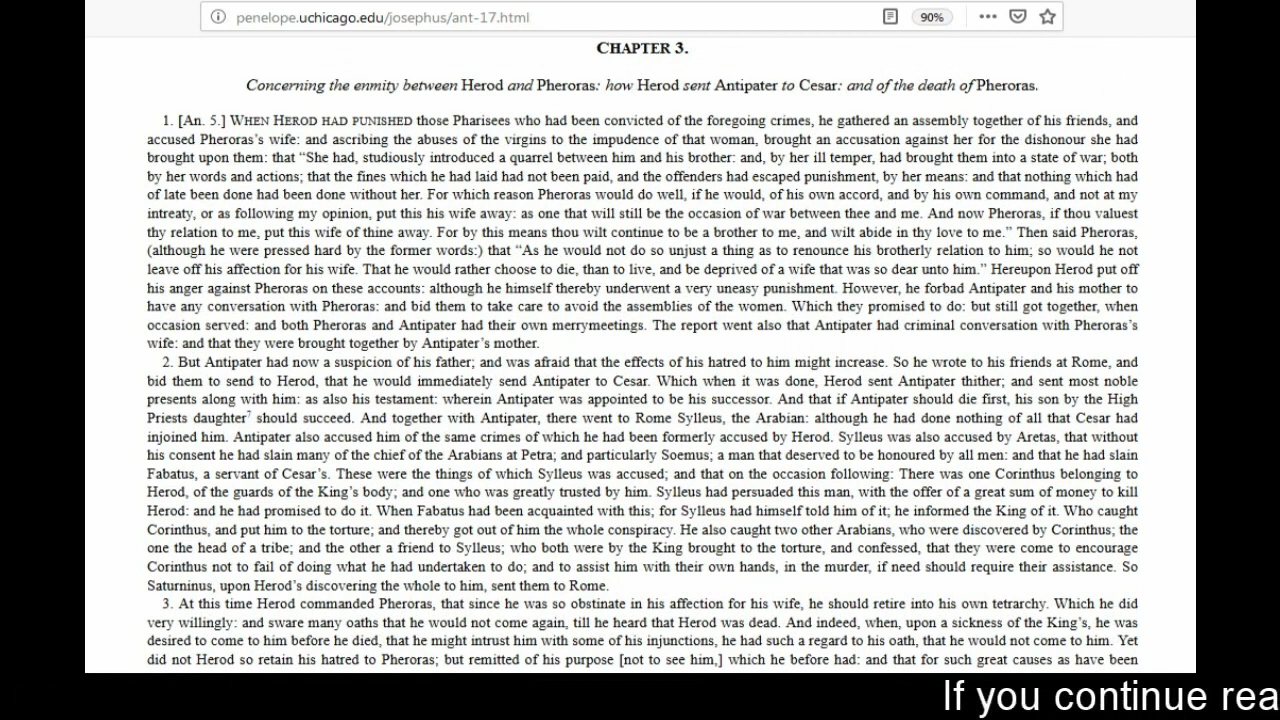 penelope.uchicago.edu/josephus/ant-17.html
90%
CHAPTER 3.
Concerning the enmity between Herod and Pheroras: how Herod sent Antipater to Cesar: and of the death of Pheroras.
1. [An. 5.] WHEN HEROD HAD PUNISHED those Pharisees who had been convicted of the foregoing crimes, he gathered an assembly together of his friends, and
accused Pheroras’s wife: and ascribing the abuses of the virgins to the impudence of that woman, brought an accusation against her for the dishonour she had
brought upon them: that “She had, studiously introduced a quarrel between him and his brother: and, by her ill temper, had brought them into a state of war; both
by her words and actions; that the fines which he had laid had not been paid, and the offenders had escaped punishment, by her means: and that nothing which had
of late been done had been done without her. For which reason Pheroras would do well, if he would, of his own accord, and by his own command, and not at my
intreaty, or as following my opinion, put this his wife away: as one that will still be the occasion of war between thee and me. And now Pheroras, if thou valuest
thy relation to me, put this wife of thine away. For by this means thou wilt continue to be a brother to me, and wilt abide in thy love to me.” Then said Pheroras,
(although he were pressed hard by the former words:) that “As he would not do so unjust a thing as to renounce his brotherly relation to him; so would he not
leave off his affection for his wife. That he would rather choose to die, than to live, and be deprived of a wife that was so dear unto him.” Hereupon Herod put off
his anger against Pheroras on these accounts: although he himself thereby underwent a very uneasy punishment. However, he forbad Antipater and his mother to
have any conversation with Pheroras: and bid them to take care to avoid the assemblies of the women. Which they promised to do: but still got together, when
occasion served: and both Pheroras and Antipater had their own merrymeetings. The report went also that Antipater had criminal conversation with Pheroras’s
wife: and that they were brought together by Antipater’s mother.
2. But Antipater had now a suspicion of his father; and was afraid that the effects of his hatred to him might increase. So he wrote to his friends at Rome, and
bid them to send to Herod, that he would immediately send Antipater to Cesar. Which when it was done, Herod sent Antipater thither; and sent most noble
presents along with him: as also his testament: wherein Antipater was appointed to be his successor. And that if Antipater should die first, his son by the High
Priests daughter7 should succeed. And together with Antipater, there went to Rome Sylleus, the Arabian: although he had done nothing of all that Cesar had
injoined him. Antipater also accused him of the same crimes of which he had been formerly accused by Herod. Sylleus was also accused by Aretas, that without
his consent he had slain many of the chief of the Arabians at Petra; and particularly Soemus; a man that deserved to be honoured by all men: and that he had slain
Fabatus, a servant of Cesar’s. These were the things of which Sylleus was accused; and that on the occasion following: There was one Corinthus belonging to
Herod, of the guards of the King’s body; and one who was greatly trusted by him. Sylleus had persuaded this man, with the offer of a great sum of money to kill
Herod: and he had promised to do it. When Fabatus had been acquainted with this; for Sylleus had himself told him of it; he informed the King of it. Who caught
Corinthus, and put him to the torture; and thereby got out of him the whole conspiracy. He also caught two other Arabians, who were discovered by Corinthus; the
one the head of a tribe; and the other a friend to Sylleus; who both were by the King brought to the torture, and confessed, that they were come to encourage
Corinthus not to fail of doing what he had undertaken to do; and to assist him with their own hands, in the murder, if need should require their assistance. So
Saturninus, upon Herod’s discovering the whole to him, sent them to Rome.
3. At this time Herod commanded Pheroras, that since he was so obstinate in his affection for his wife, he should retire into his own tetrarchy. Which he did
very willingly: and sware many oaths that he would not come again, till he heard that Herod was dead. And indeed, when, upon a sickness of the King’s, he was
desired to come to him before he died, that he might intrust him with some of his injunctions, he had such a regard to his oath, that he would not come to him. Yet
did not Herod so retain his hatred to Pheroras; but remitted of his purpose [not to see him,] which he before had: and that for such great causes as have been
If you continue rea